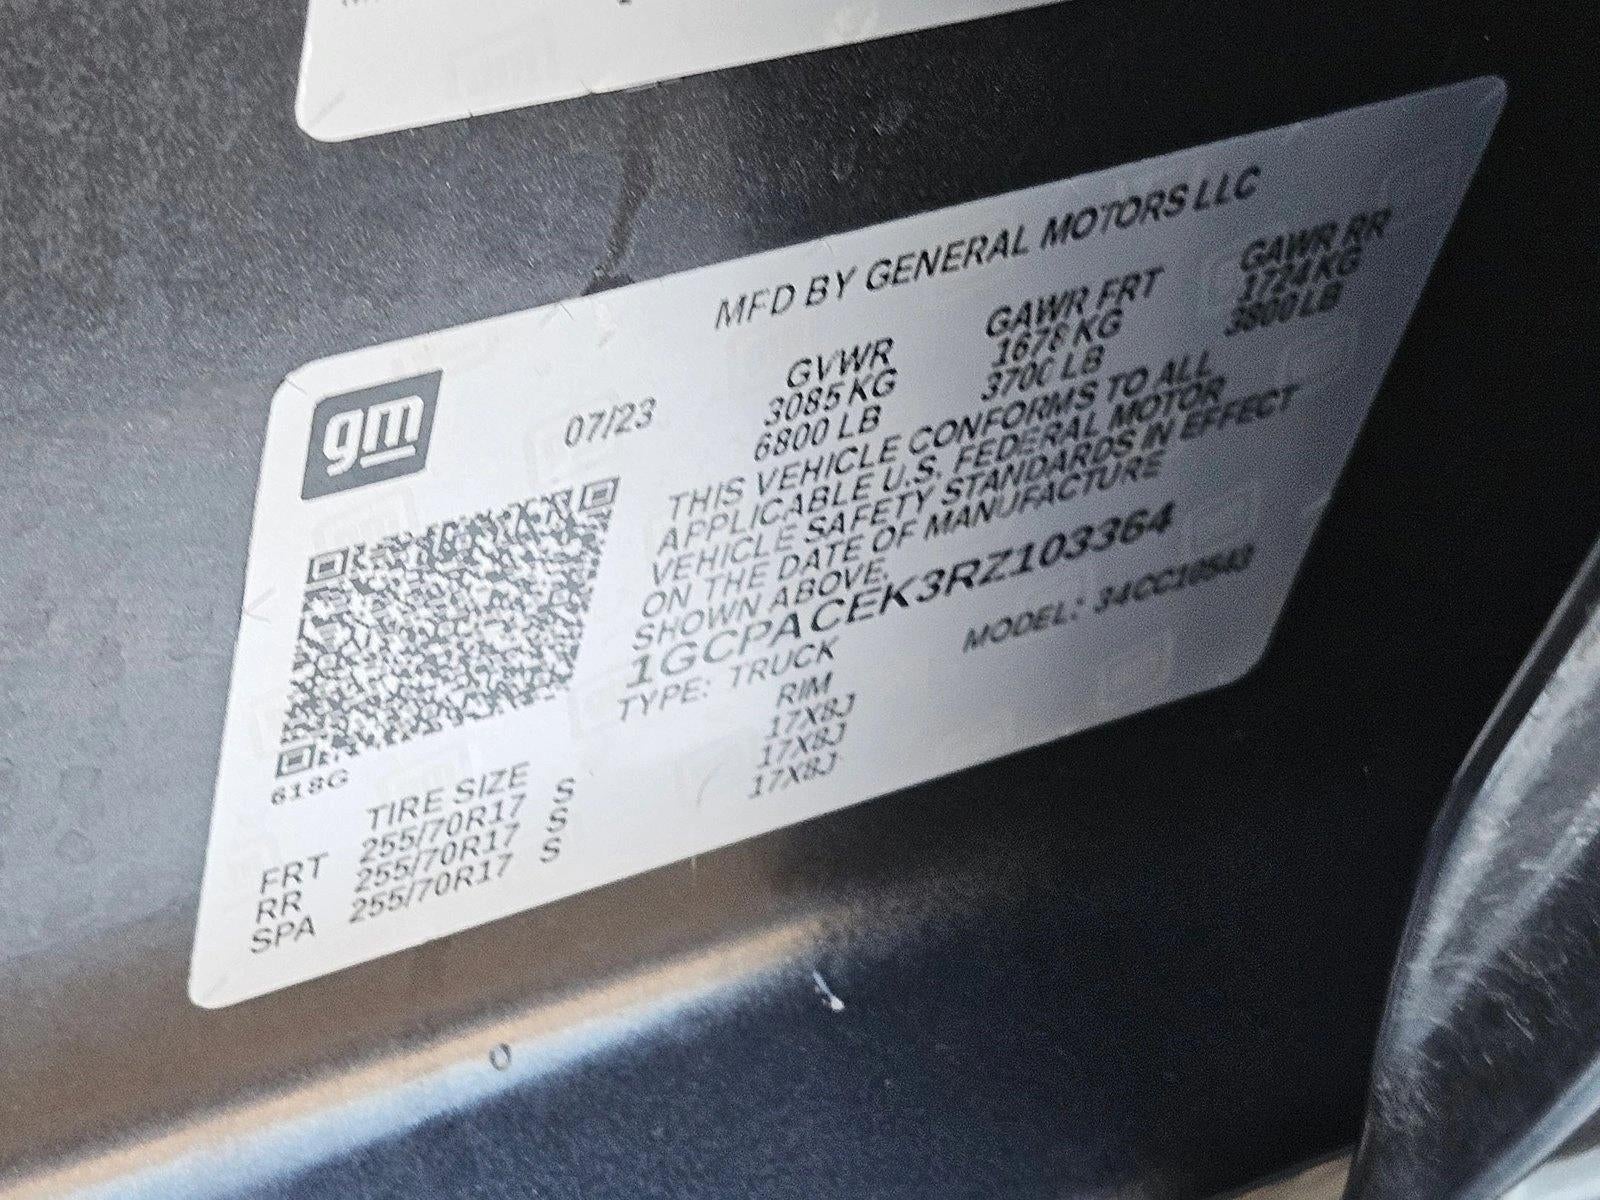 MFD BY GENERAL MOTORS LLC
gm
07/23
GVWR GAWR FRT GAWR RR
3085 KG 1678 KG 1724 KG
6800 LB 3700 LB 3800 LB
THIS VEHICLE CONFORMS TO ALL
APPLICABLE U.S. FEDERAL MOTOR
VEHICLE SAFETY STANDARDS IN EFFECT
ON THE DATE OF MANUFACTURE
SHOWN ABOVE.
1GCPACEK3RZ103364
TYPE: TRUCK MODEL: 34CC10543
618G
TIRE SIZE RIM
FRT 255/70R17 S 17X8J
RR 255/70R17 S 17X8J
SPA 255/70R17 S 17X8J